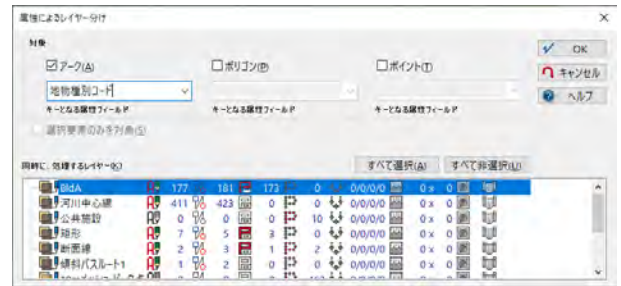 属性によるレイヤー分け
対象
アーク(A)
ポリゴン(P)
ポイント(T)
OK
キャンセル
ヘルプ
地物種別コード
キーとなる属性フィールド
キーとなる属性フィールド
キーとなる属性フィールド
選択要素のみを対象(S)
同時に、処理するレイヤー(K)
すべて選択(A)
すべて非選択(U)
BldA 177 181 173 0 0/0/0/0 0 x 0
河川中心線 411 423 0 0 0/0/0/0 0 x 0
公共施設 0 0 0 10 0/0/0/0 0 x 0
矩形 7 5 3 0 0/0/0/0 0 x 0
断面線 2 3 1 2 0/0/0/0 0 x 0
傾斜パスルート1 1 2 0 0 0/0/0/0 0 x 0